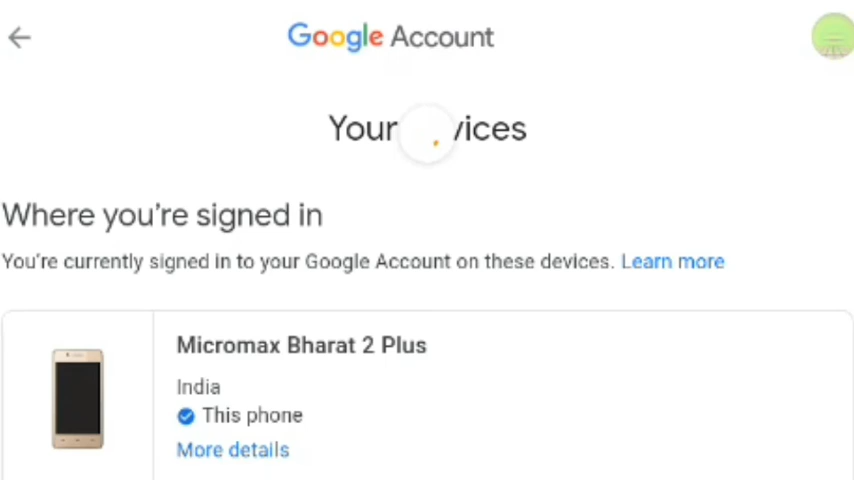 Google Account
Your vices
Where you're signed in
You're currently signed in to your Google Account on these devices. Learn more
Micromax Bharat 2 Plus
India
This phone
More details